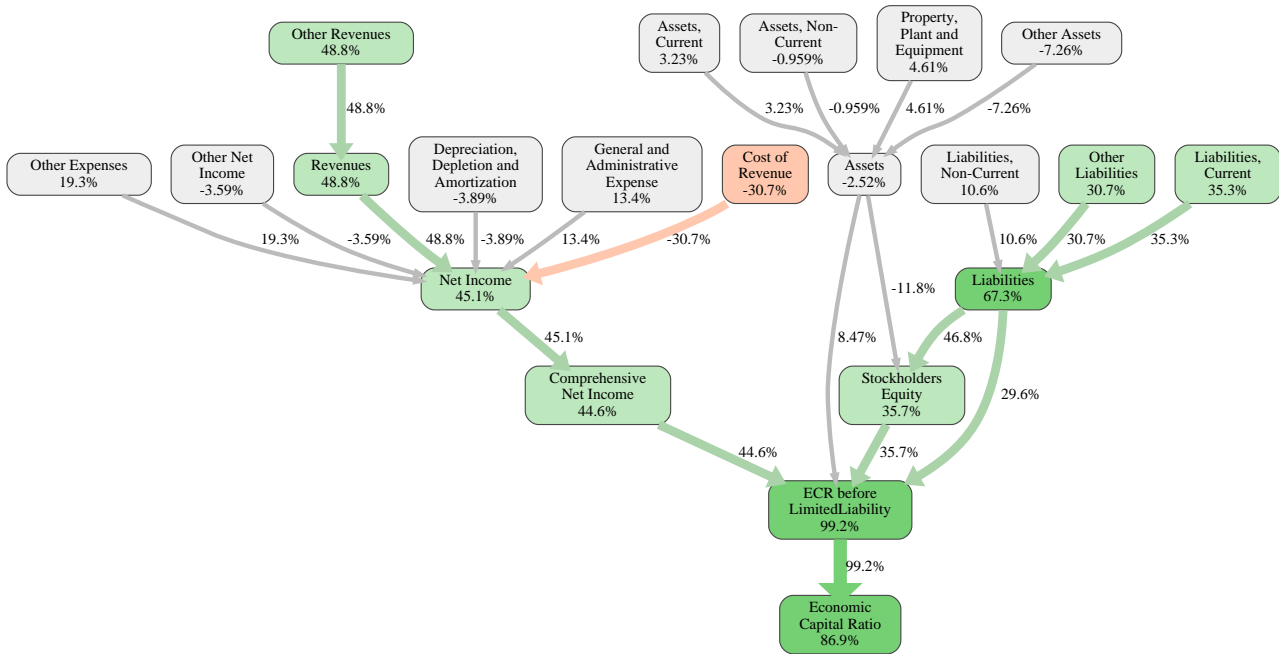 Other Revenues
48.8%
Assets,
Current
3.23%
Assets, Non-
Current
-0.959%
Property,
Plant and
Equipment
4.61%
Other Assets
-7.26%
48.8%
3.23%
-0.959%
4.61%
-7.26%
Other Expenses
19.3%
Other Net
Income
-3.59%
Revenues
48.8%
Depreciation,
Depletion and
Amortization
-3.89%
General and
Administrative
Expense
13.4%
Cost of
Revenue
-30.7%
Assets
-2.52%
Liabilities,
Non-Current
10.6%
Other
Liabilities
30.7%
Liabilities,
Current
35.3%
19.3%
-3.59%
48.8%
-3.89%
13.4%
-30.7%
10.6%
30.7%
35.3%
Net Income
45.1%
-11.8%
Liabilities
67.3%
45.1%
8.47%
46.8%
Comprehensive
Net Income
44.6%
Stockholders
Equity
35.7%
29.6%
44.6%
35.7%
ECR before
LimitedLiability
99.2%
99.2%
Economic
Capital Ratio
86.9%